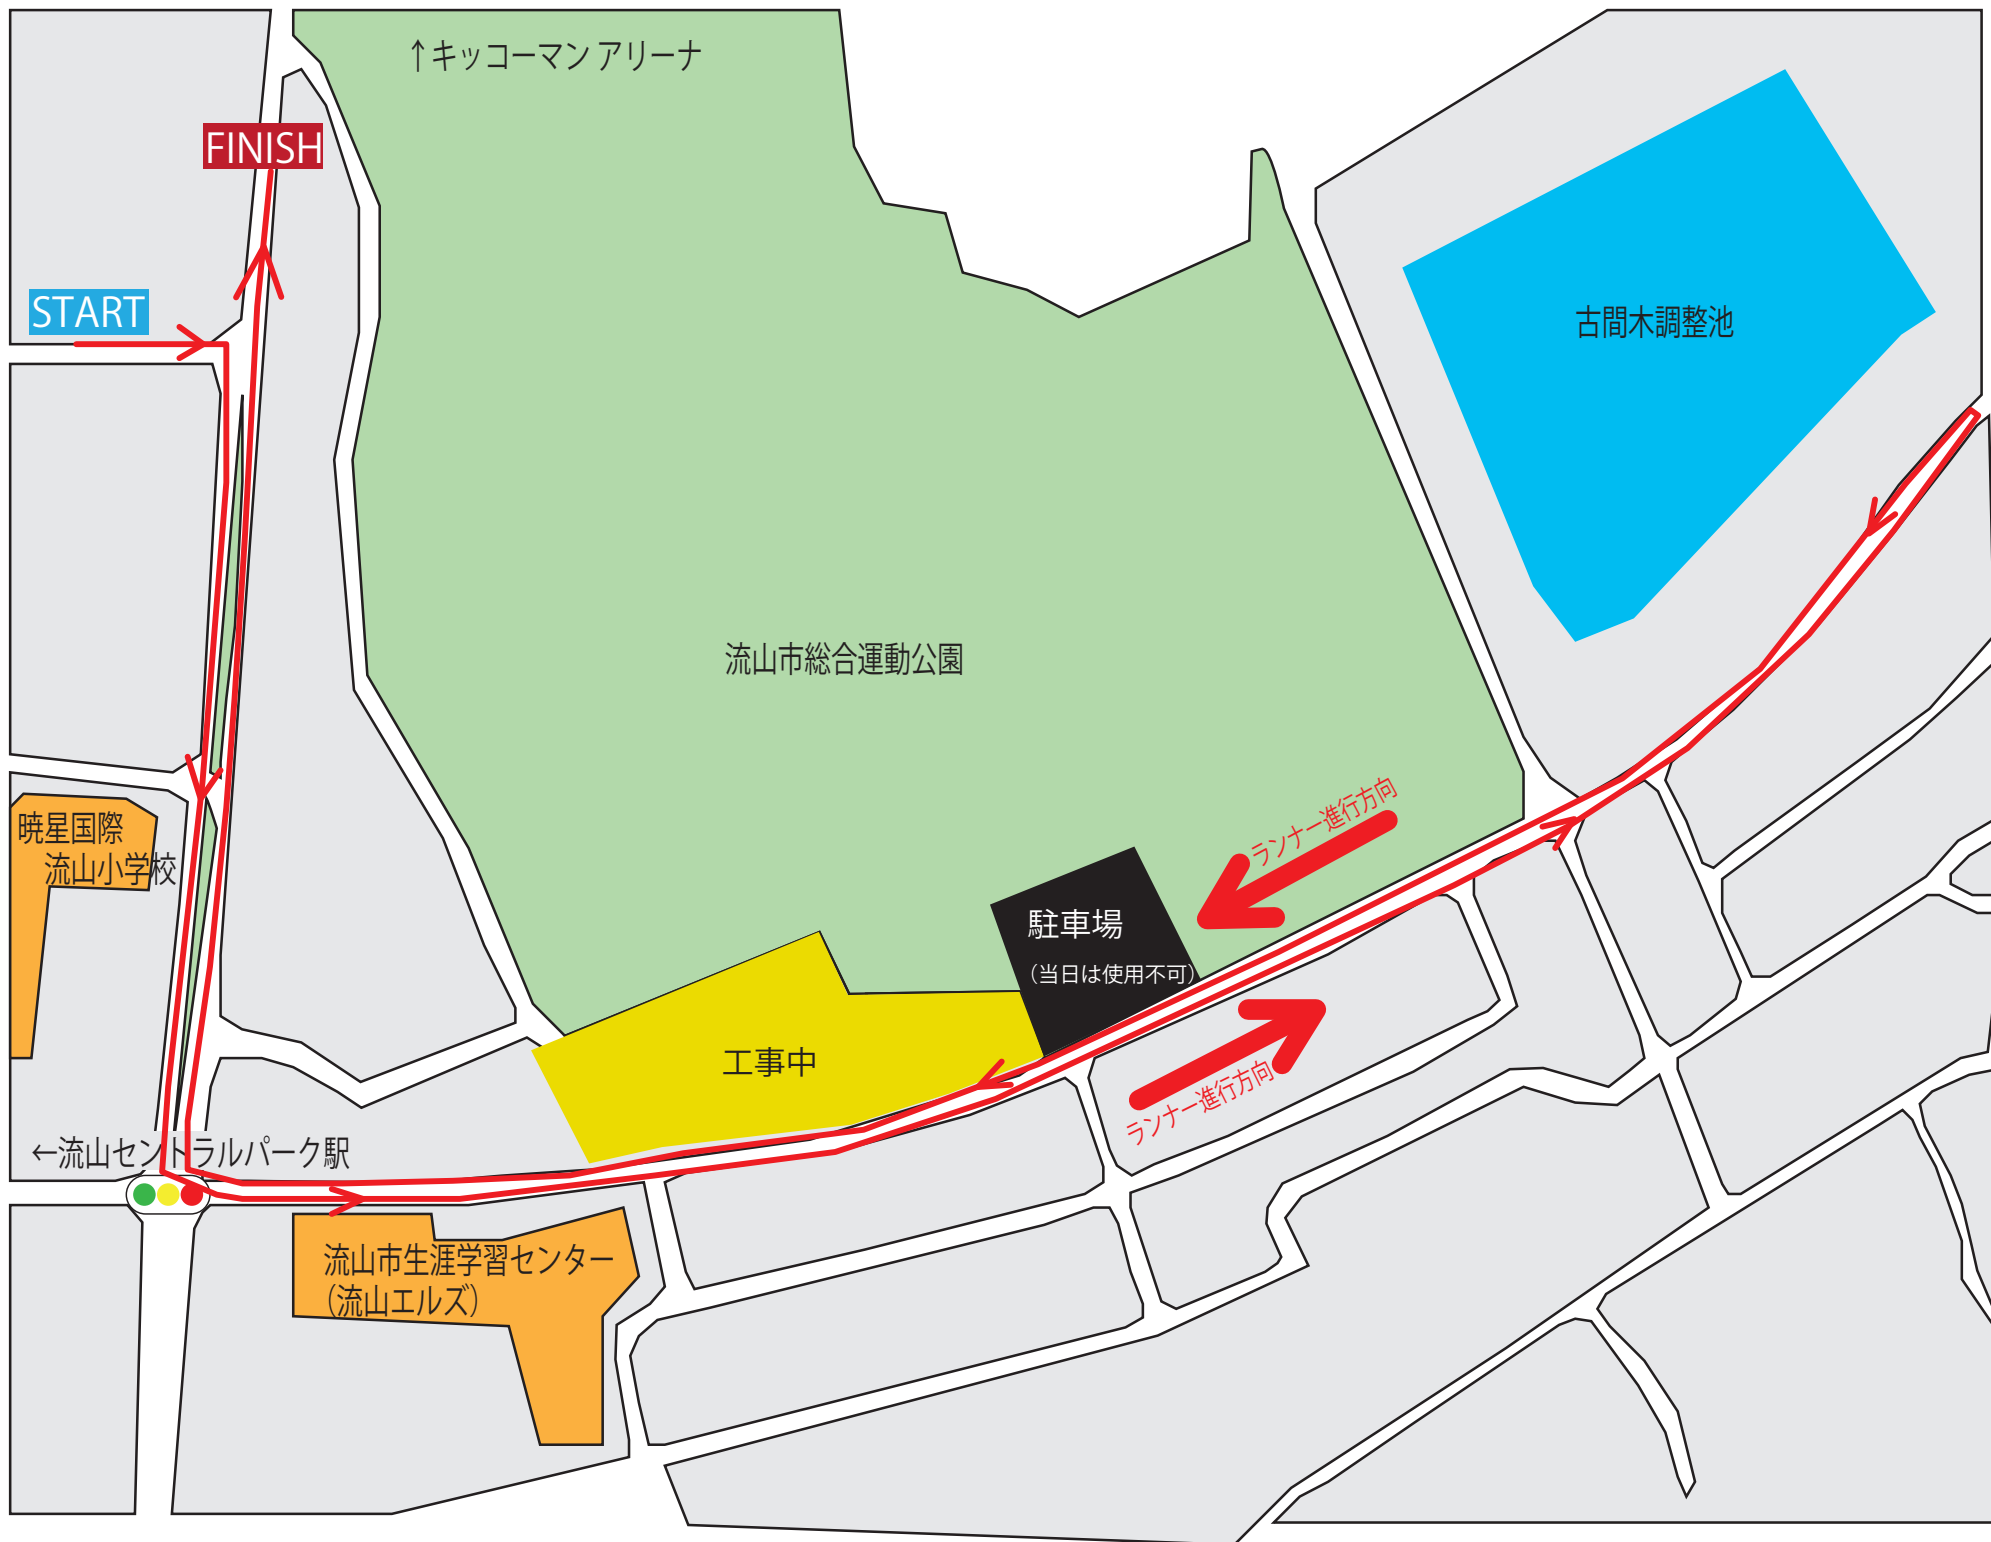 ↑キッコーマン アリーナ
FINISH
START
古間木調整池
流山市総合運動公園
ランナー進行方向
暁星国際
流山小学校
駐車場
（当日は使用不可）
工事中
ランナー進行方向
←流山セントラルパーク駅
流山市生涯学習センター
（流山エルズ）